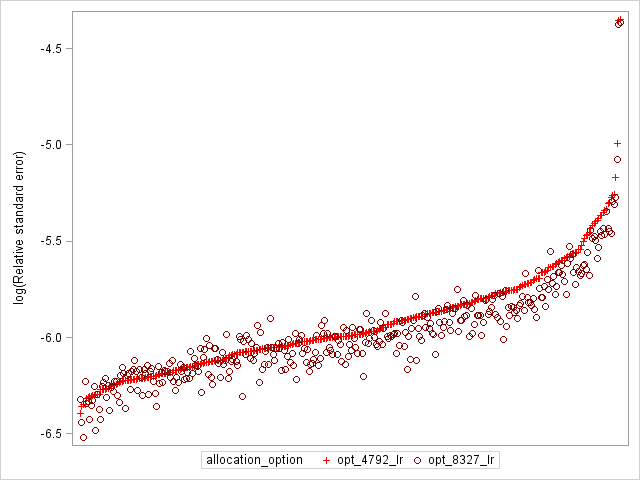 -4.5
-5.0
-5.5
-6.0
-6.5
log(Relative standard error)
allocation_option
opt_4792_lr
opt_8327_lr